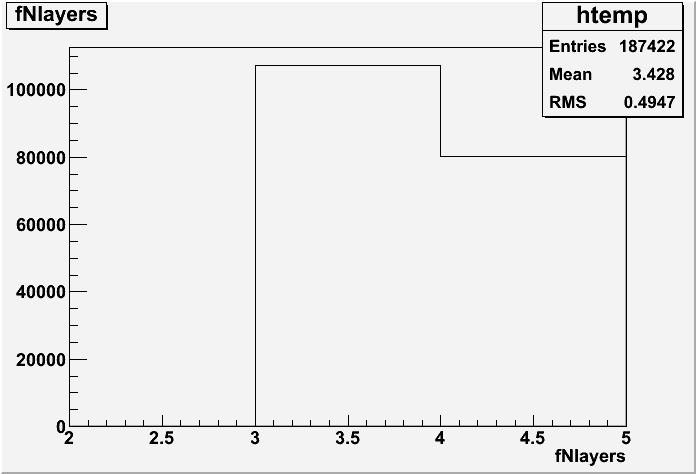 fNlayers
htemp
Entries 187422
Mean 3.428
RMS 0.4947
100000
80000
60000
40000
20000
0
2 2.5 3 3.5 4 4.5 5
fNlayers